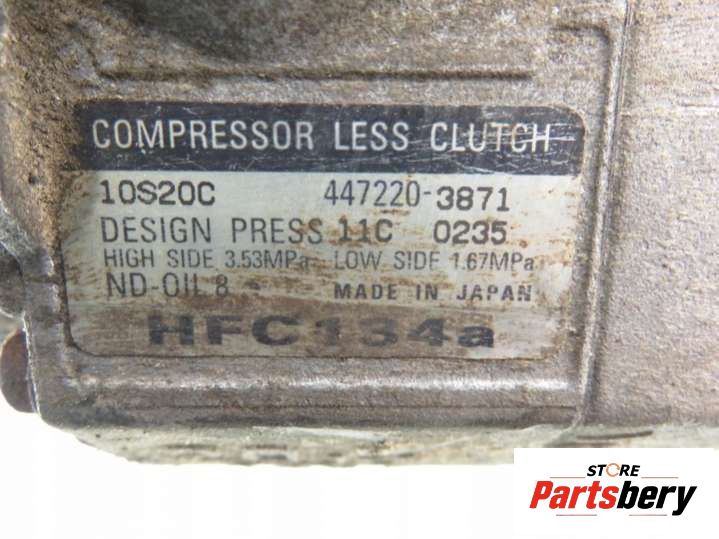 COMPRESSOR LESS CLUTCH
10S20C 447220-3871
DESIGN PRESS 11C 0235
HIGH SIDE 3.53MPa LOW SIDE 1.67MPa
ND-OIL 8 MADE IN JAPAN
HFC134a
STORE
Partsbery